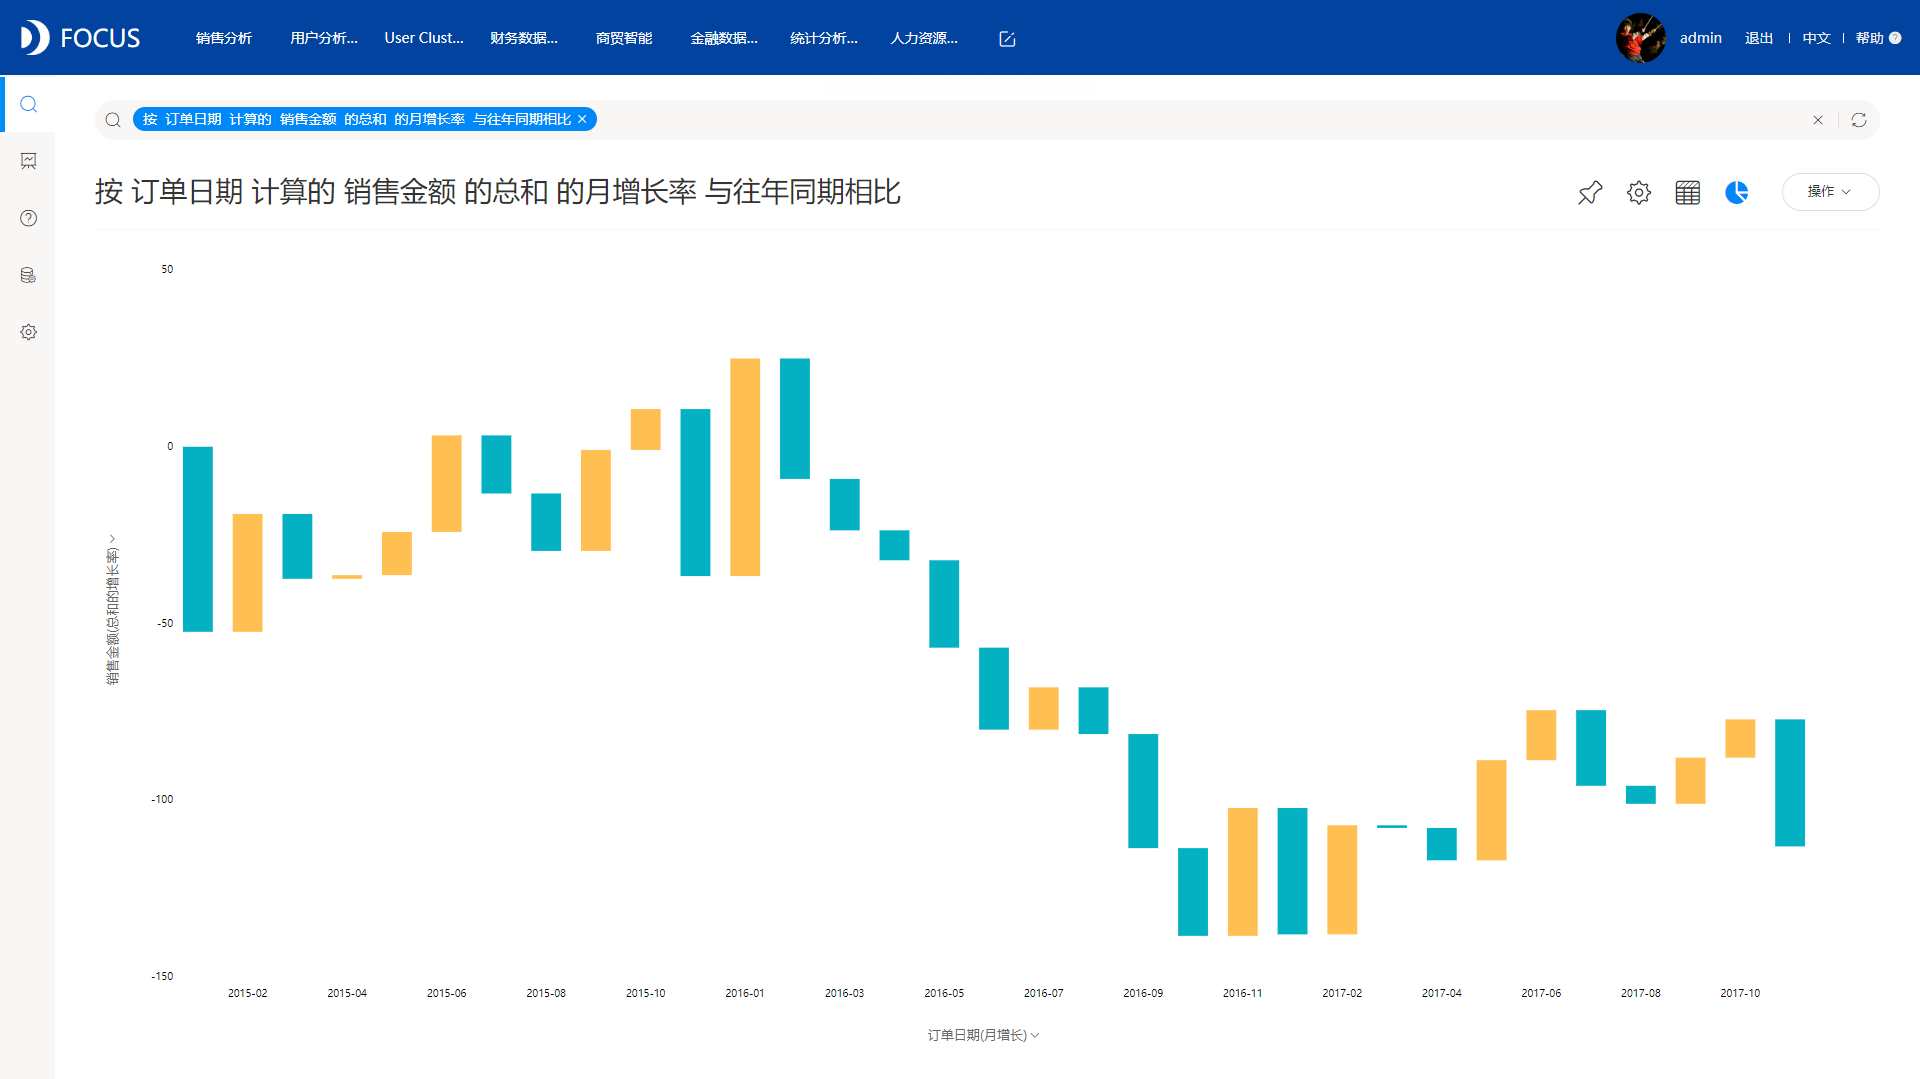 FOCUS 销售分析 用户分析... User Clust... 财务数据... 商贸智能 金融数据... 统计分析... 人力资源... admin 退出 中文 帮助
按 订单日期 计算的 销售金额 的总和 的月增长率 与往年同期相比
按 订单日期 计算的 销售金额 的总和 的月增长率 与往年同期相比 操作
50
0
-50
-100
-150
销售金额(总和的增长率)
2015-02 2015-04 2015-06 2015-08 2015-10 2016-01 2016-03 2016-05 2016-07 2016-09 2016-11 2017-02 2017-04 2017-06 2017-08 2017-10
订单日期(月增长)